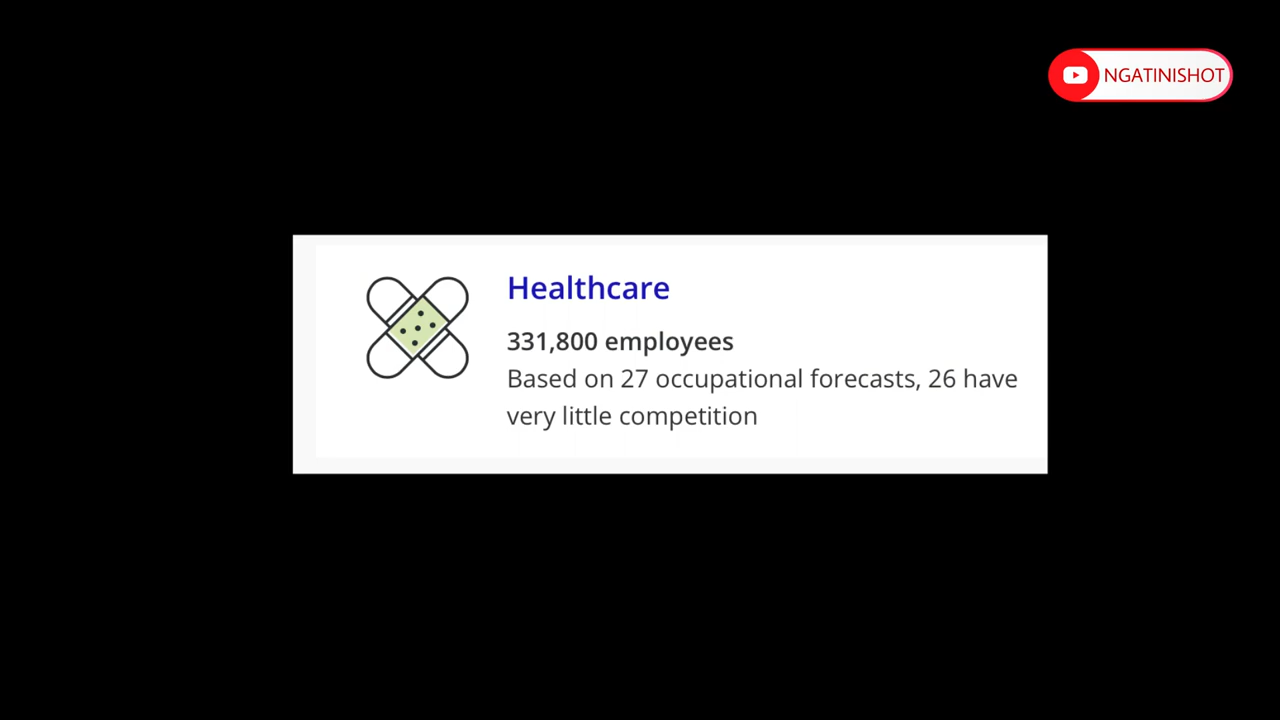 NGATINISHOT
Healthcare
331,800 employees
Based on 27 occupational forecasts, 26 have
very little competition